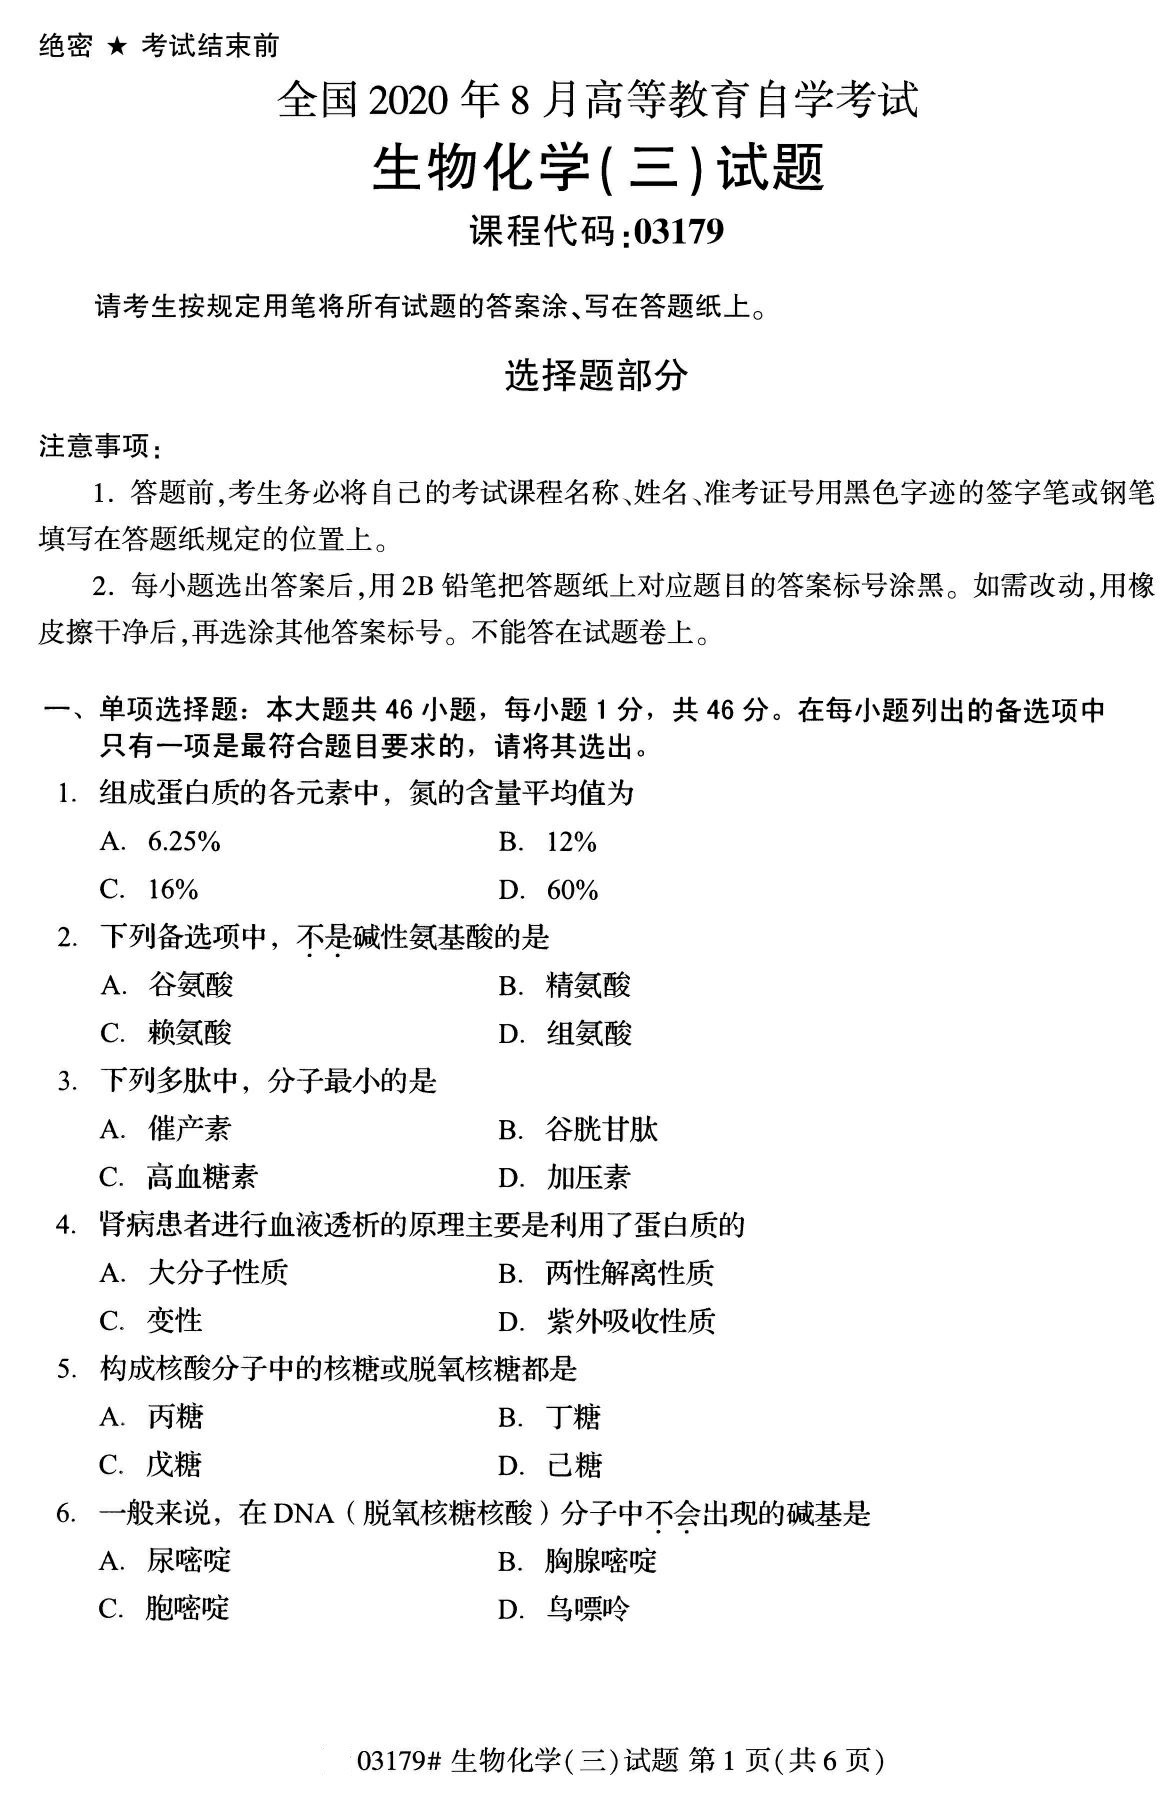 绝密 ★ 考试结束前
全国 2020 年 8 月高等教育自学考试
生物化学(三)试题
课程代码:03179
请考生按规定用笔将所有试题的答案涂、写在答题纸上。
选择题部分
注意事项:
1. 答题前,考生务必将自己的考试课程名称、姓名、准考证号用黑色字迹的签字笔或钢笔
填写在答题纸规定的位置上。
2. 每小题选出答案后,用 2B 铅笔把答题纸上对应题目的答案标号涂黑。如需改动,用橡
皮擦干净后,再选涂其他答案标号。不能答在试题卷上。
一、单项选择题：本大题共 46 小题，每小题 1 分，共 46 分。在每小题列出的备选项中
只有一项是最符合题目要求的，请将其选出。
1. 组成蛋白质的各元素中，氮的含量平均值为
A. 6.25% B. 12%
C. 16% D. 60%
2. 下列备选项中，不是碱性氨基酸的是
A. 谷氨酸 B. 精氨酸
C. 赖氨酸 D. 组氨酸
3. 下列多肽中，分子最小的是
A. 催产素 B. 谷胱甘肽
C. 高血糖素 D. 加压素
4. 肾病患者进行血液透析的原理主要是利用了蛋白质的
A. 大分子性质 B. 两性解离性质
C. 变性 D. 紫外吸收性质
5. 构成核酸分子中的核糖或脱氧核糖都是
A. 丙糖 B. 丁糖
C. 戊糖 D. 己糖
6. 一般来说，在 DNA（脱氧核糖核酸）分子中不会出现的碱基是
A. 尿嘧啶 B. 胸腺嘧啶
C. 胞嘧啶 D. 鸟嘌呤
03179# 生物化学(三)试题 第 1 页(共 6 页)